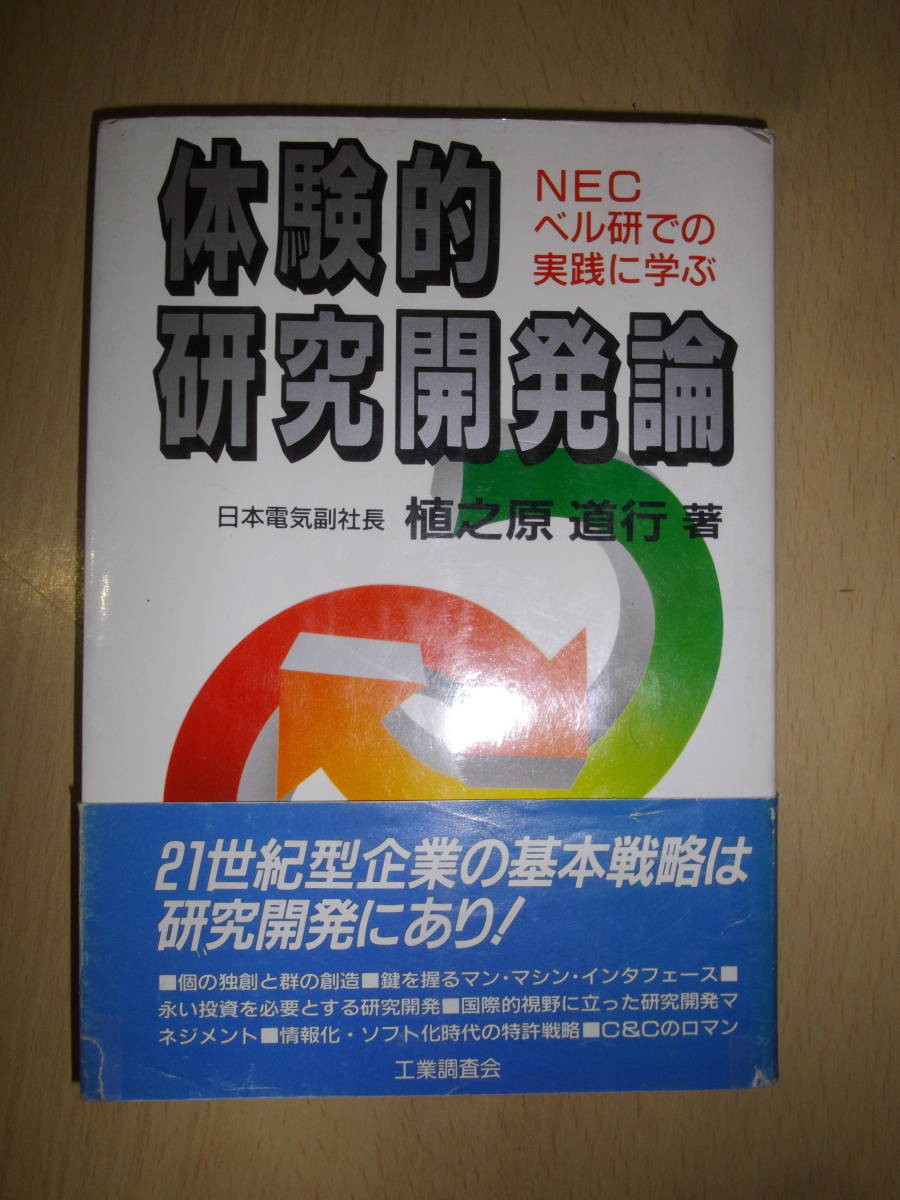 体験的
研究開発論
NEC
ベル研での
実践に学ぶ
日本電気副社長 植之原 道行 著
21世紀型企業の基本戦略は
研究開発にあり!
■個の独創と群の創造■鍵を握るマン・マシン・インタフェース■
永い投資を必要とする研究開発■国際的視野に立った研究開発マ
ネジメント■情報化・ソフト化時代の特許戦略■C&Cのロマン
工業調査会